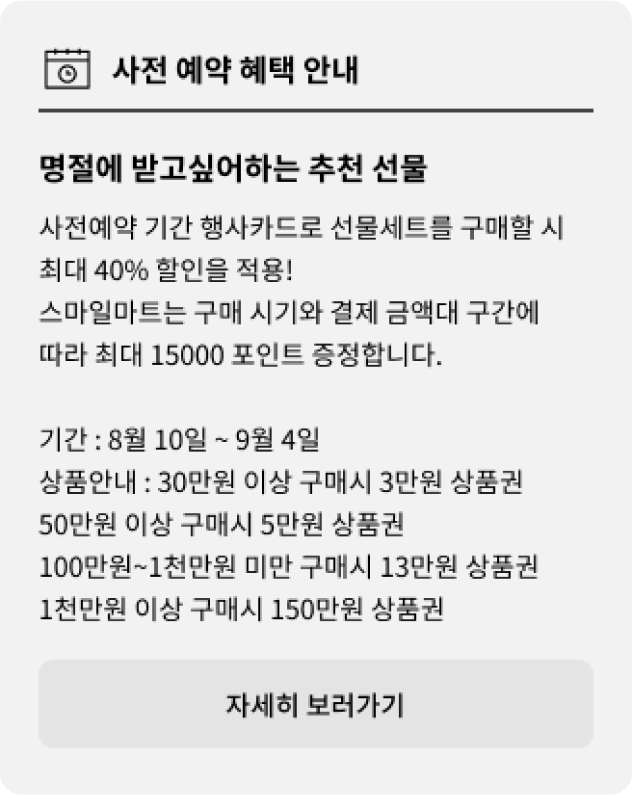 사전 예약 혜택 안내
명절에 받고싶어하는 추천 선물
사전예약 기간 행사카드로 선물세트를 구매할 시
최대 40% 할인을 적용!
스마일마트는 구매 시기와 결제 금액대 구간에
따라 최대 15000 포인트 증정합니다.
기간 : 8월 10일 ~ 9월 4일
상품안내 : 30만원 이상 구매시 3만원 상품권
50만원 이상 구매시 5만원 상품권
100만원~1천만원 미만 구매시 13만원 상품권
1천만원 이상 구매시 150만원 상품권
자세히 보러가기